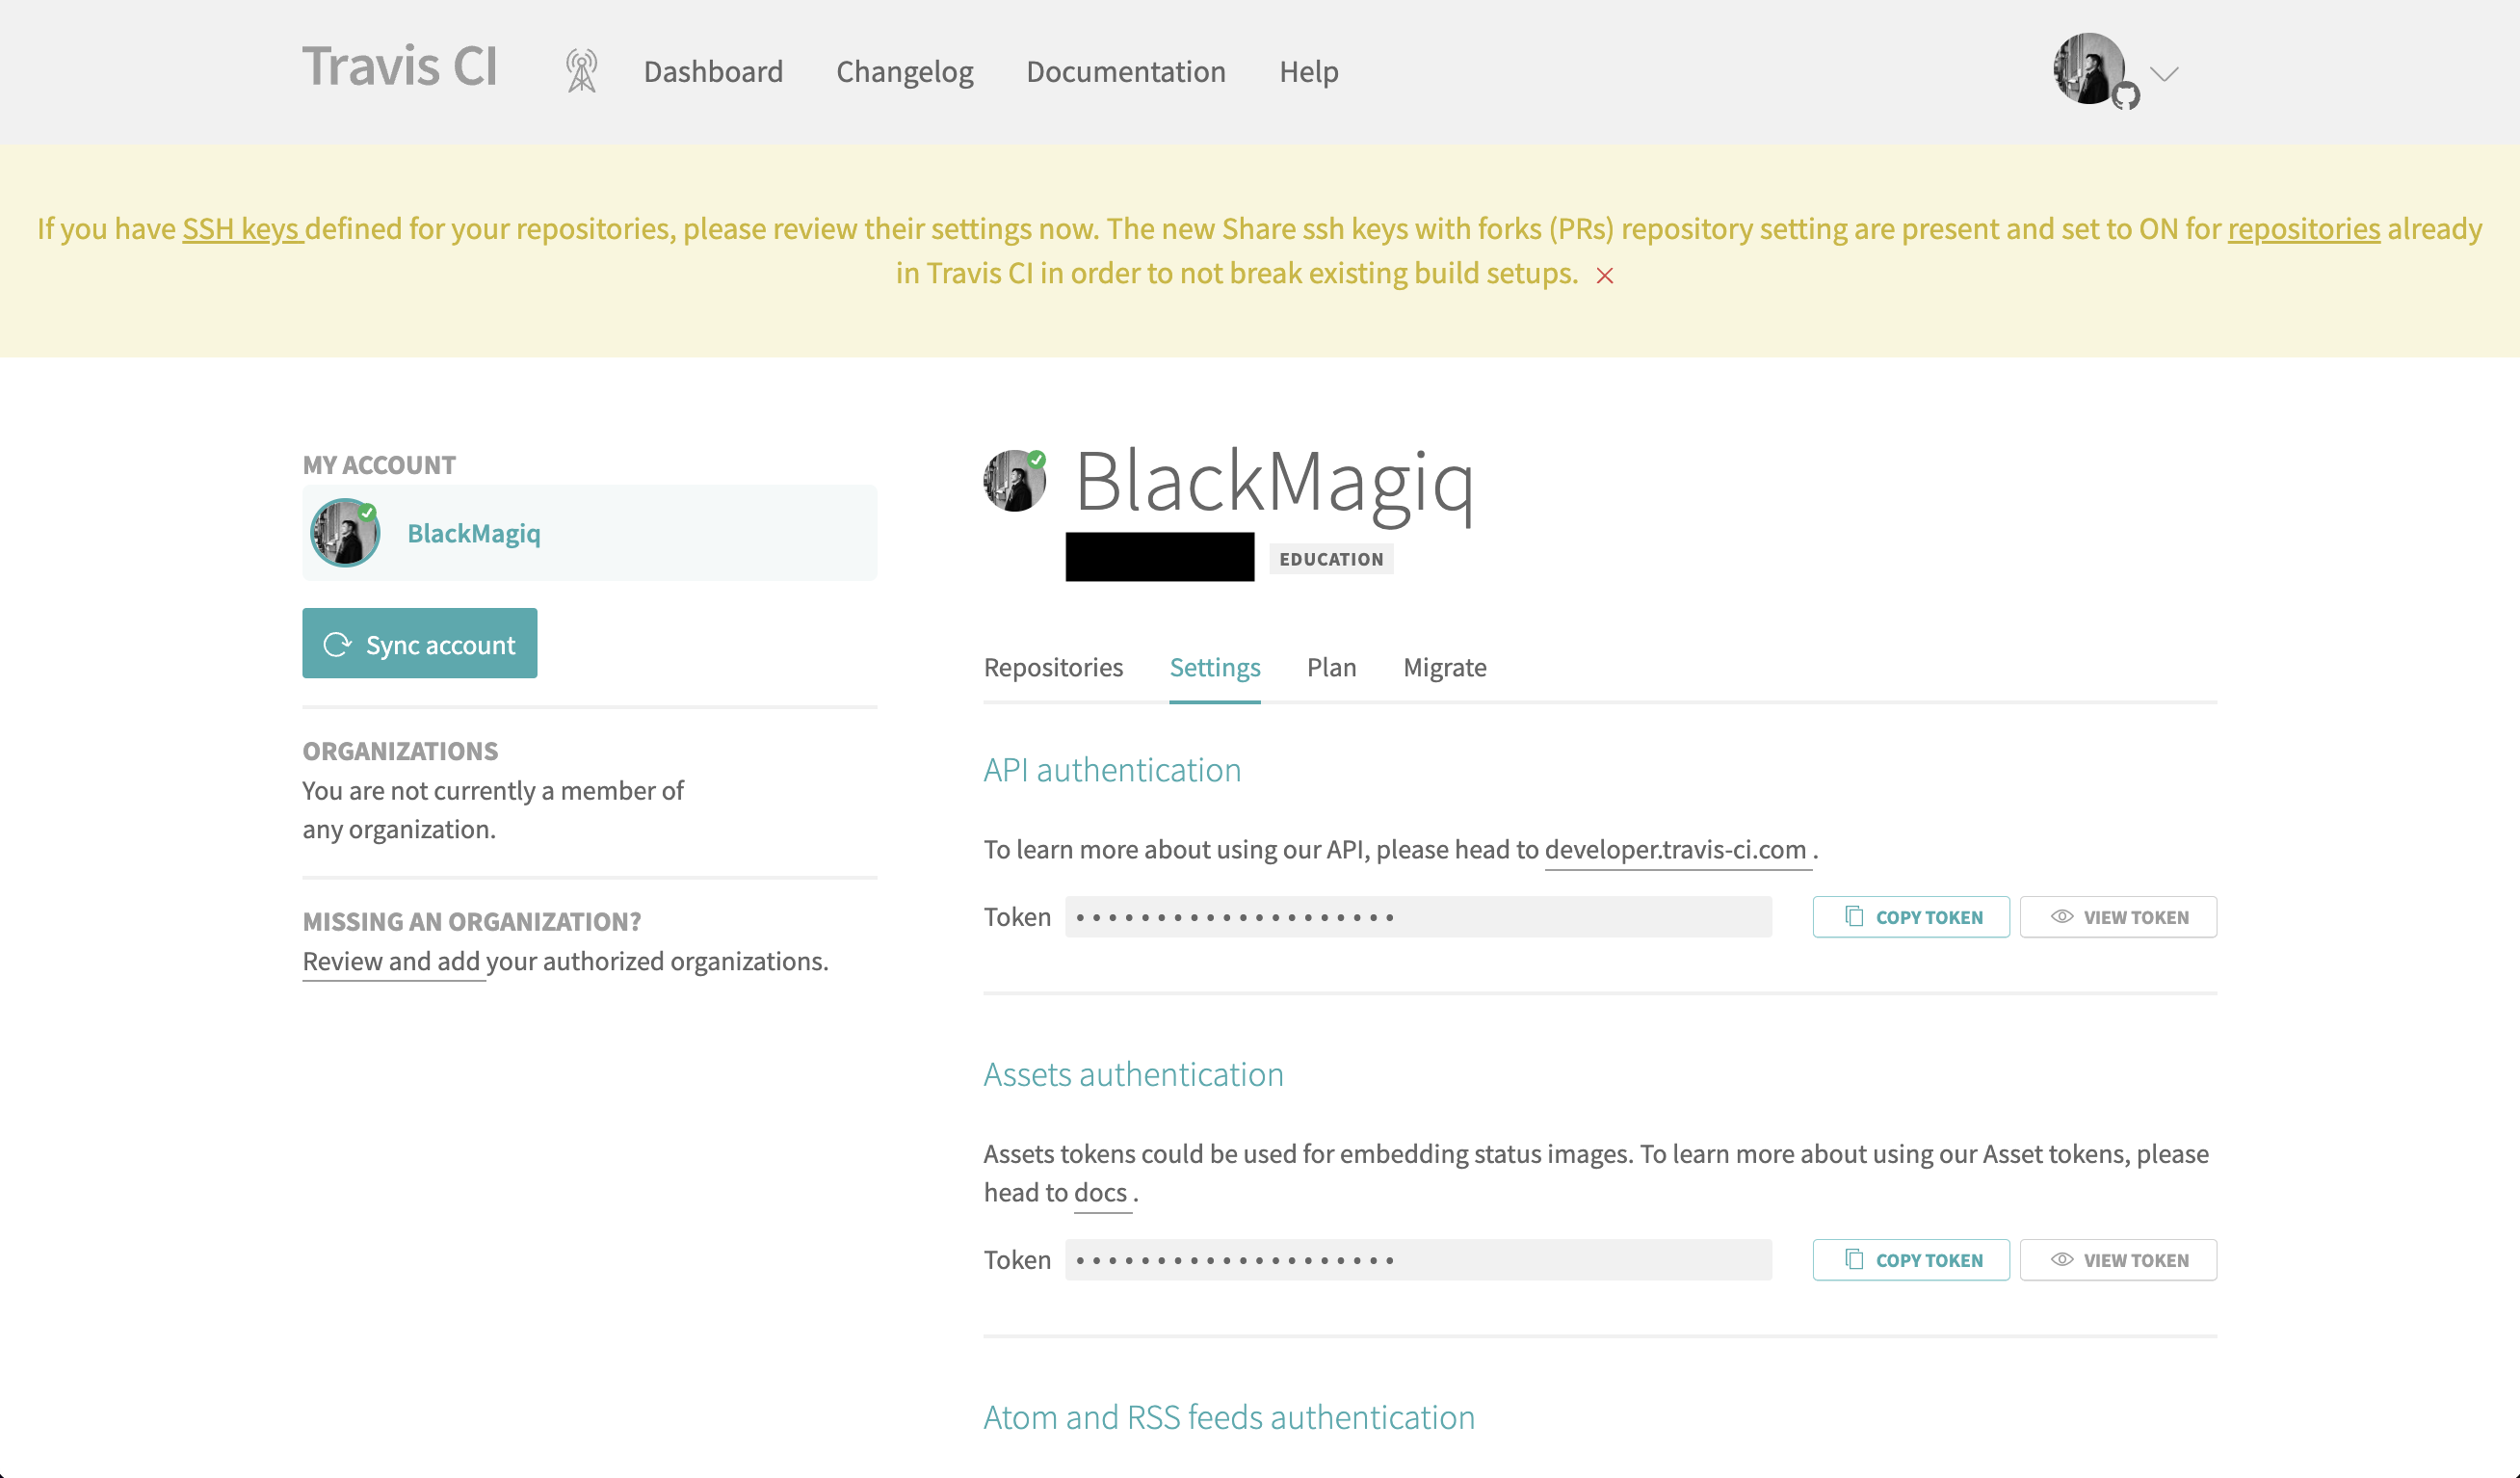 Travis CI
Dashboard
Changelog
Documentation
Help
If you have SSH keys defined for your repositories, please review their settings now. The new Share ssh keys with forks (PRs) repository setting are present and set to ON for repositories already
in Travis CI in order to not break existing build setups.
MY ACCOUNT
BlackMagiq
Sync account
ORGANIZATIONS
You are not currently a member of
any organization.
MISSING AN ORGANIZATION?
Review and add your authorized organizations.
BlackMagiq
EDUCATION
Repositories
Settings
Plan
Migrate
API authentication
To learn more about using our API, please head to developer.travis-ci.com .
Token
COPY TOKEN
VIEW TOKEN
Assets authentication
Assets tokens could be used for embedding status images. To learn more about using our Asset tokens, please
head to docs .
Token
COPY TOKEN
VIEW TOKEN
Atom and RSS feeds authentication